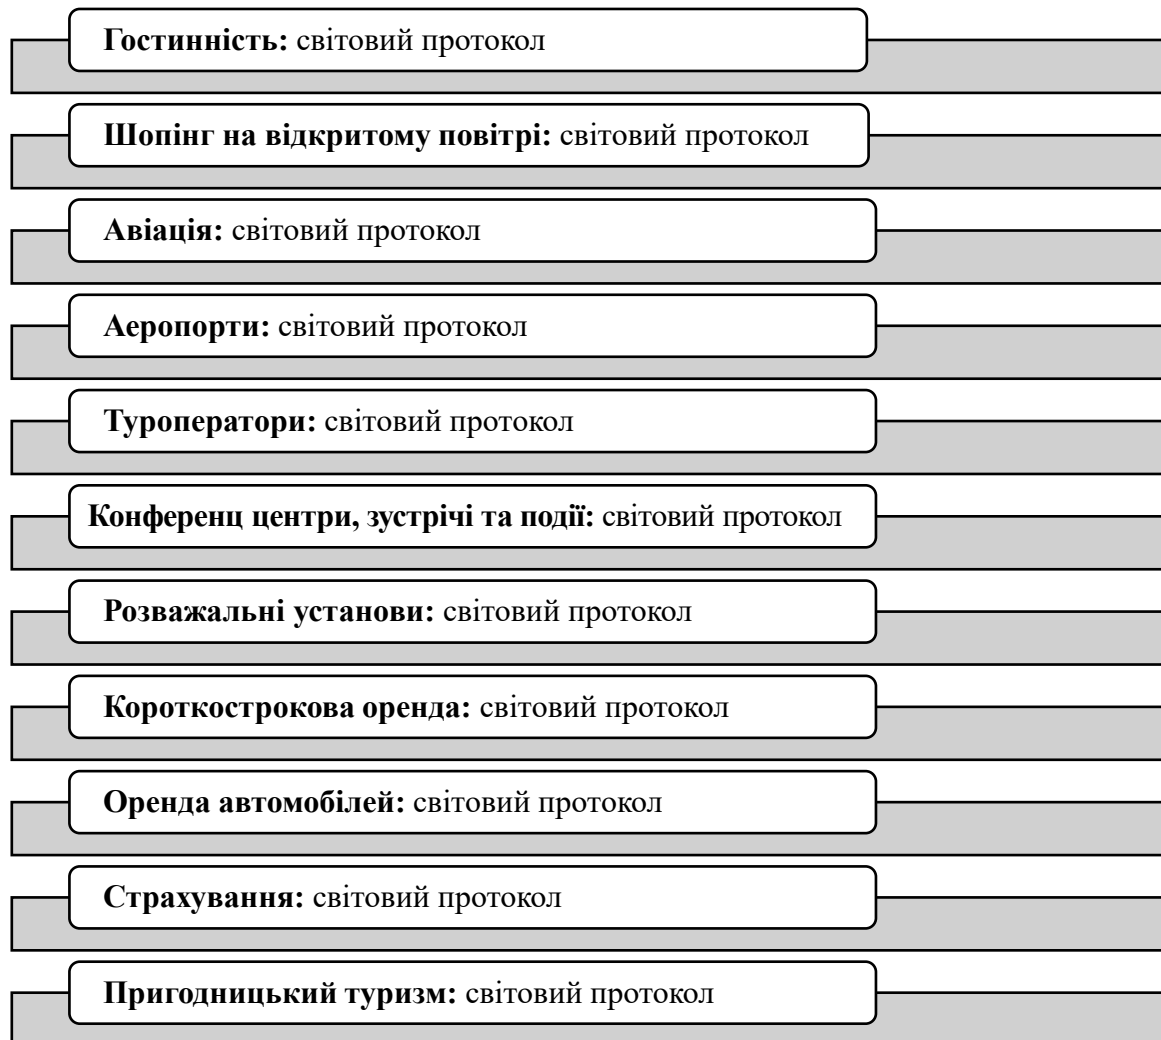 Гостинність: світовий протокол
Шопінг на відкритому повітрі: світовий протокол
Авіація: світовий протокол
Аеропорти: світовий протокол
Туроператори: світовий протокол
Конференц центри, зустрічі та події: світовий протокол
Розважальні установи: світовий протокол
Короткострокова оренда: світовий протокол
Оренда автомобілей: світовий протокол
Страхування: світовий протокол
Пригодницький туризм: світовий протокол